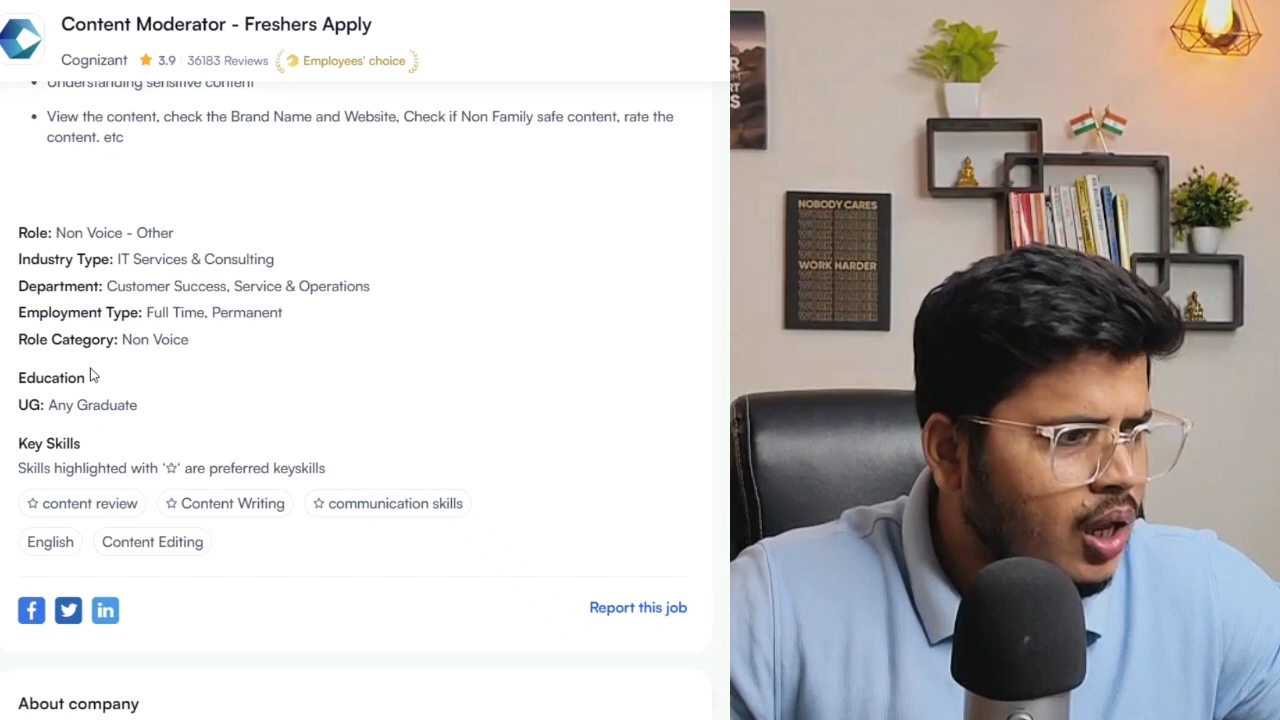 Content Moderator - Freshers Apply
Cognizant 3.9 36183 Reviews Employees' choice
Understanding sensitive content
View the content, check the Brand Name and Website, Check if Non Family safe content, rate the
content. etc
Role: Non Voice - Other
Industry Type: IT Services & Consulting
Department: Customer Success, Service & Operations
Employment Type: Full Time, Permanent
Role Category: Non Voice
Education
UG: Any Graduate
Key Skills
Skills highlighted with ‘☆’ are preferred keyskills
☆ content review ☆ Content Writing ☆ communication skills
English Content Editing
Report this job
About company
NOBODY CARES
WORK HARDER